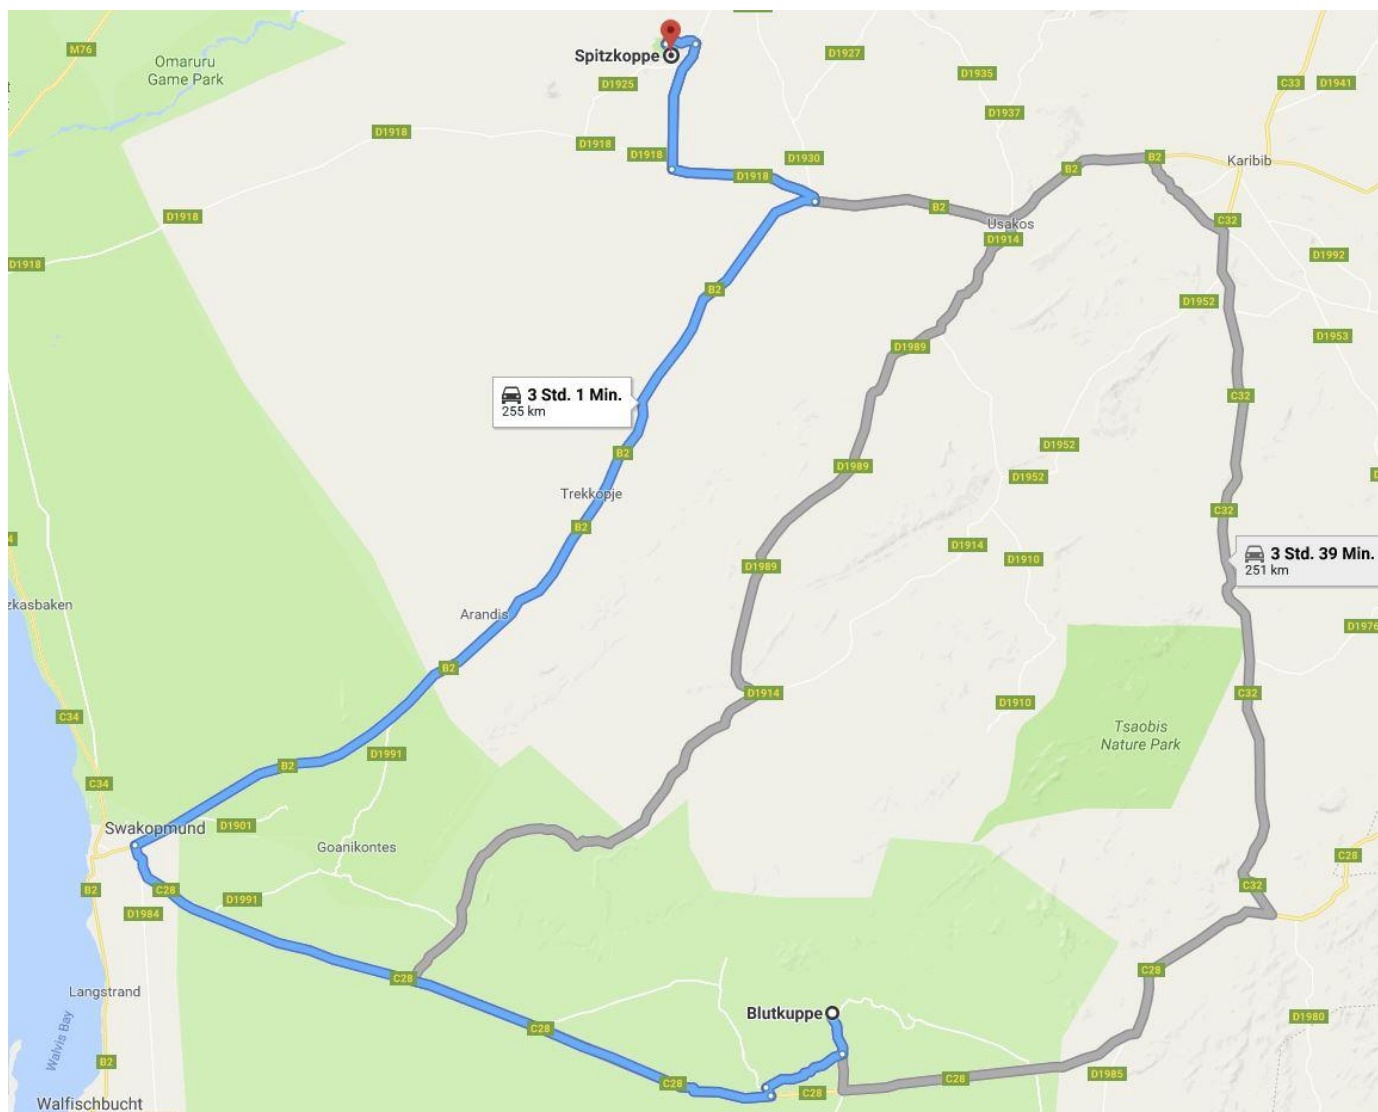 M76
Omaruru
Game Park
Spitzkoppe
D1927
D1925
D1935
C33
D1941
D1937
D1918
D1918
D1918
D1930
D1918
B2
Karibib
D1918
B2
Usakos
C32
D1914
D1992
D1918
B2
D1952
D1953
D1989
3 Std. 1 Min.
255 km
C32
B2
D1952
D1989
D1952
Trekkopje
B2
C32
D1914
D1910
3 Std. 39 Min.
251 km
D1989
zkasbaken
Arandis
D1976
B2
D1914
C32
D1910
C34
Tsaobis
Nature Park
D1991
B2
C34
Swakopmund
D1901
Goanikontes
C28
B2
C28
D1991
C32
D1984
C28
C28
Langstrand
Blutkuppe
D1980
C28
Walvis Bay
B2
C28
C28
D1985
C28
Walfischbucht